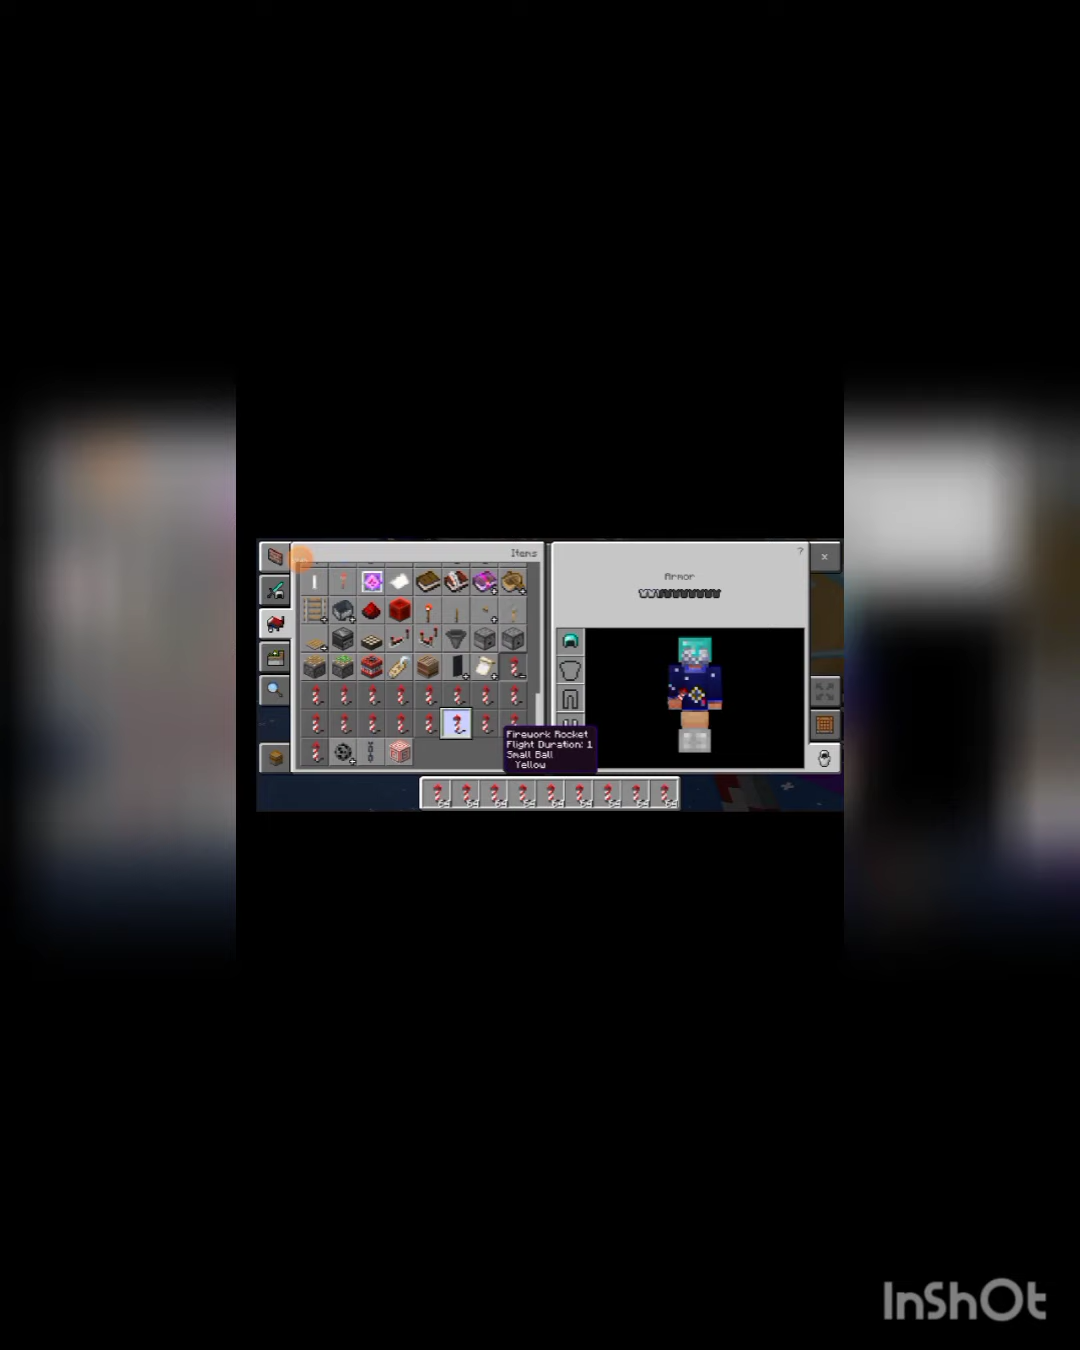 Items
?
x
Armor
Firework Rocket
Flight Duration: 1
Small Ball
Yellow
InShOt